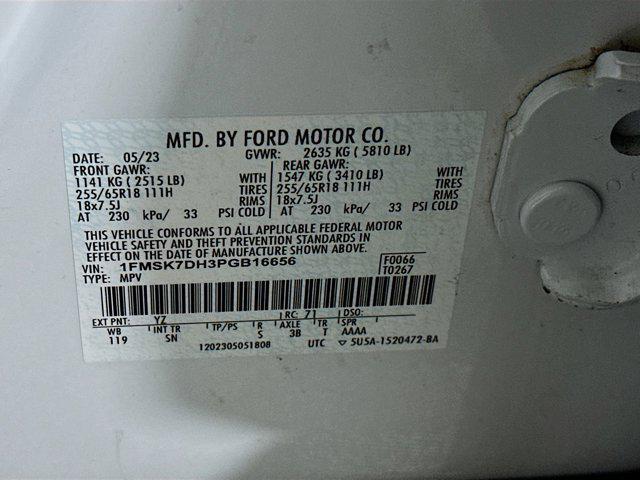 MFD. BY FORD MOTOR CO.
DATE: 05/23 GVWR: 2635 KG ( 5810 LB)
FRONT GAWR: REAR GAWR:
1141 KG ( 2515 LB) WITH 1547 KG ( 3410 LB) WITH
255/65R18 111H TIRES 255/65R18 111H TIRES
18x7.5J RIMS 18x7.5J RIMS
AT 230 kPa/ 33 PSI COLD AT 230 kPa/ 33 PSI COLD
THIS VEHICLE CONFORMS TO ALL APPLICABLE FEDERAL MOTOR
VEHICLE SAFETY AND THEFT PREVENTION STANDARDS IN
EFFECT ON THE DATE OF MANUFACTURE SHOWN ABOVE.
VIN: 1FMSK7DH3PGB16656 F0066
TYPE: MPV T0267
EXT PNT: YZ RC: 71 DSO:
WB INT TR TP/PS R AXLE TR SPR
119 SN S 3B T AAAA
1202305051808 UTC ▽ 5U5A-1520472-BA